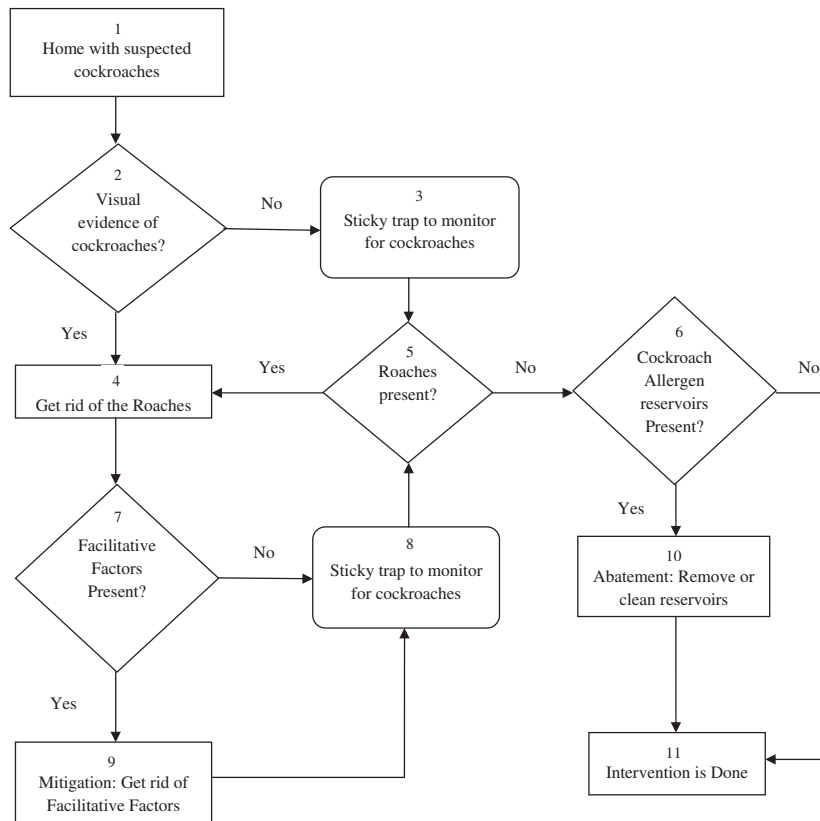 1
Home with suspected
cockroaches
2
Visual
evidence of
cockroaches?
No
3
Sticky trap to monitor
for cockroaches
Yes
4
Get rid of the Roaches
Yes
5
Roaches
present?
No
6
Cockroach
Allergen
reservoirs
Present?
No
7
Facilitative
Factors
Present?
No
8
Sticky trap to monitor
for cockroaches
Yes
10
Abatement: Remove or
clean reservoirs
Yes
9
Mitigation: Get rid of
Facilitative Factors
11
Intervention is Done